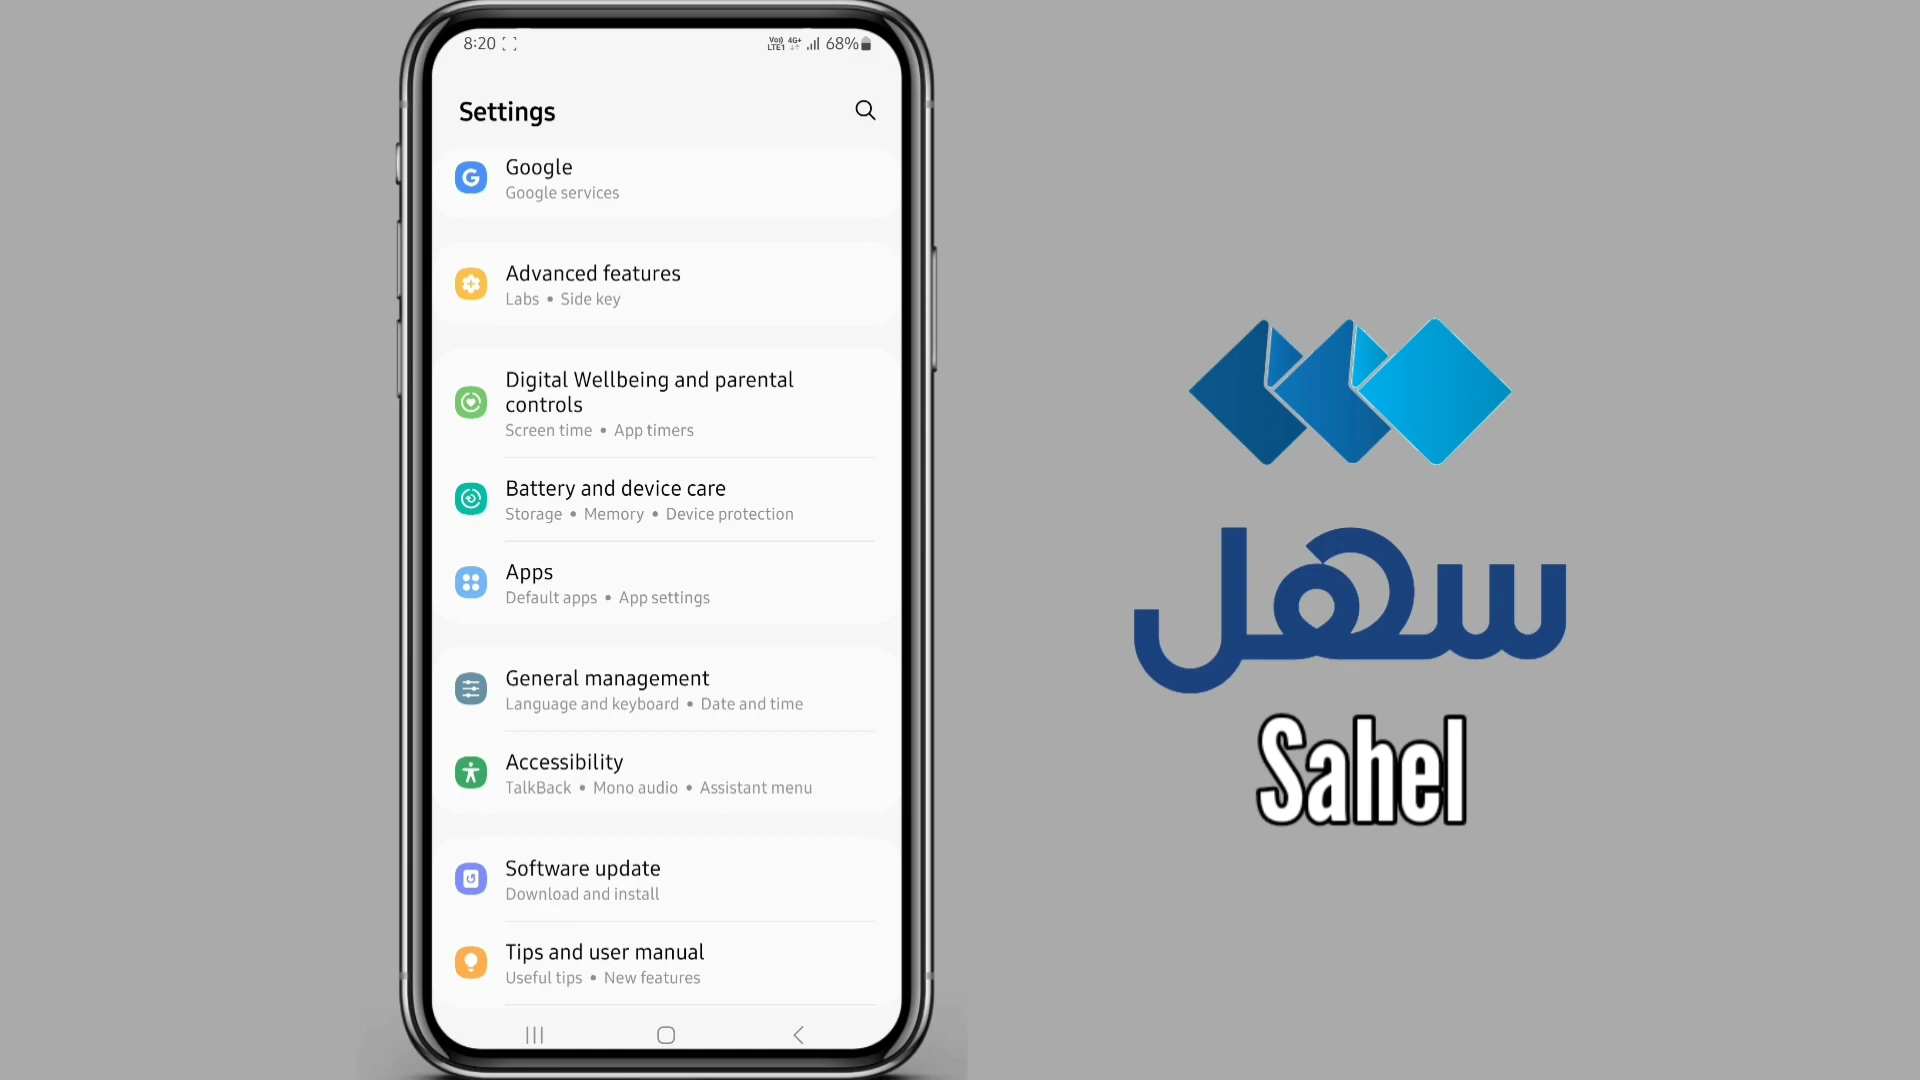 8:20
Vo)) LTE1 4G+ 68%
Settings
Google
Google services
Advanced features
Labs • Side key
Digital Wellbeing and parental
controls
Screen time • App timers
Battery and device care
Storage • Memory • Device protection
Apps
Default apps • App settings
General management
Language and keyboard • Date and time
Accessibility
TalkBack • Mono audio • Assistant menu
Software update
Download and install
Tips and user manual
Useful tips • New features
سهل
Sahel